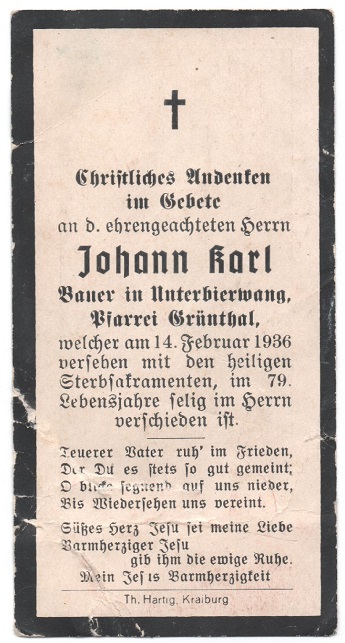 Christliches Andenken
im Gebete
an d. ehrengeachteten Herrn
Johann Karl
Bauer in Unterbierwang,
Pfarrei Grünthal,
welcher am 14. Februar 1936
versehen mit den heiligen
Sterbsakramenten, im 79.
Lebensjahre selig im Herrn
verschieden ist.
Teuerer Vater ruh' im Frieden,
Der Du es stets so gut gemeint;
O blicke segnend auf uns nieder,
Bis Wiedersehen uns vereint.
Süßes Herz Jesu sei meine Liebe
Barmherziger Jesu
gib ihm die ewige Ruhe.
Mein Jesus Barmherzigkeit
Th. Hartig, Kraiburg